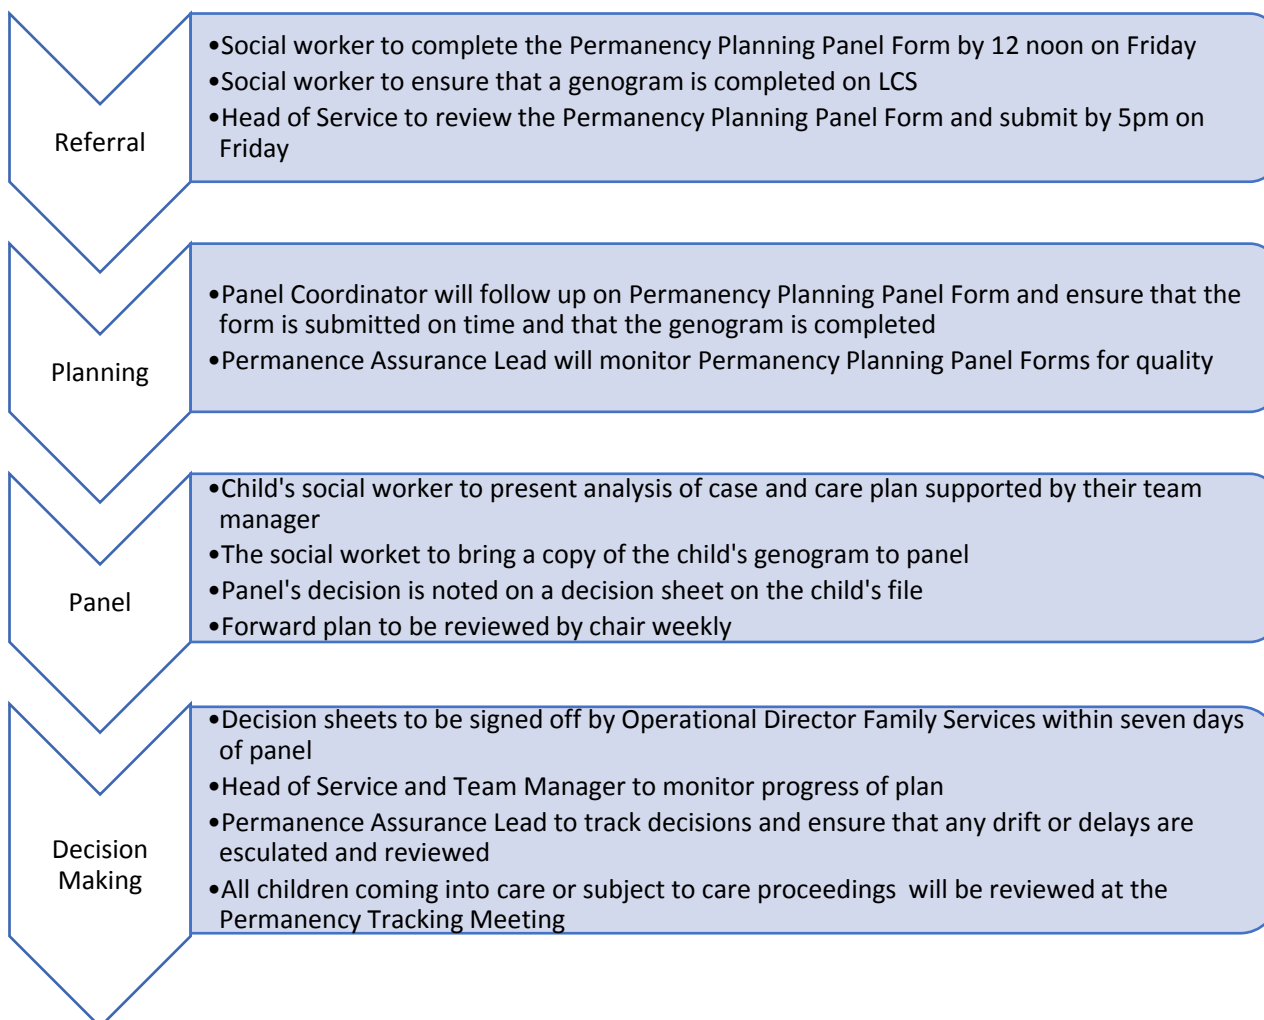 Referral
•Social worker to complete the Permanency Planning Panel Form by 12 noon on Friday
•Social worker to ensure that a genogram is completed on LCS
•Head of Service to review the Permanency Planning Panel Form and submit by 5pm on
Friday
Planning
•Panel Coordinator will follow up on Permanency Planning Panel Form and ensure that the
form is submitted on time and that the genogram is completed
•Permanence Assurance Lead will monitor Permanency Planning Panel Forms for quality
Panel
•Child's social worker to present analysis of case and care plan supported by their team
manager
•The social worket to bring a copy of the child's genogram to panel
•Panel's decision is noted on a decision sheet on the child's file
•Forward plan to be reviewed by chair weekly
Decision
Making
•Decision sheets to be signed off by Operational Director Family Services within seven days
of panel
•Head of Service and Team Manager to monitor progress of plan
•Permanence Assurance Lead to track decisions and ensure that any drift or delays are
esculated and reviewed
•All children coming into care or subject to care proceedings  will be reviewed at the
Permanency Tracking Meeting